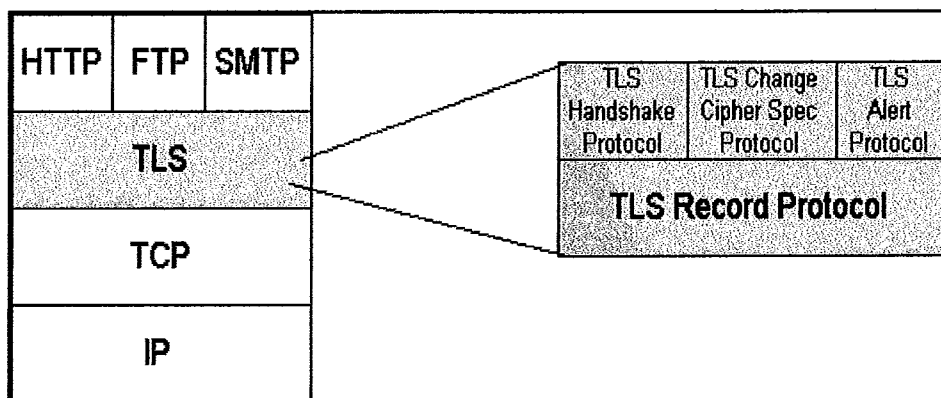 HTTP FTP SMTP
TLS
TCP
IP
TLS
Handshake
Protocol
TLS Change
Cipher Spec
Protocol
TLS
Alert
Protocol
TLS Record Protocol